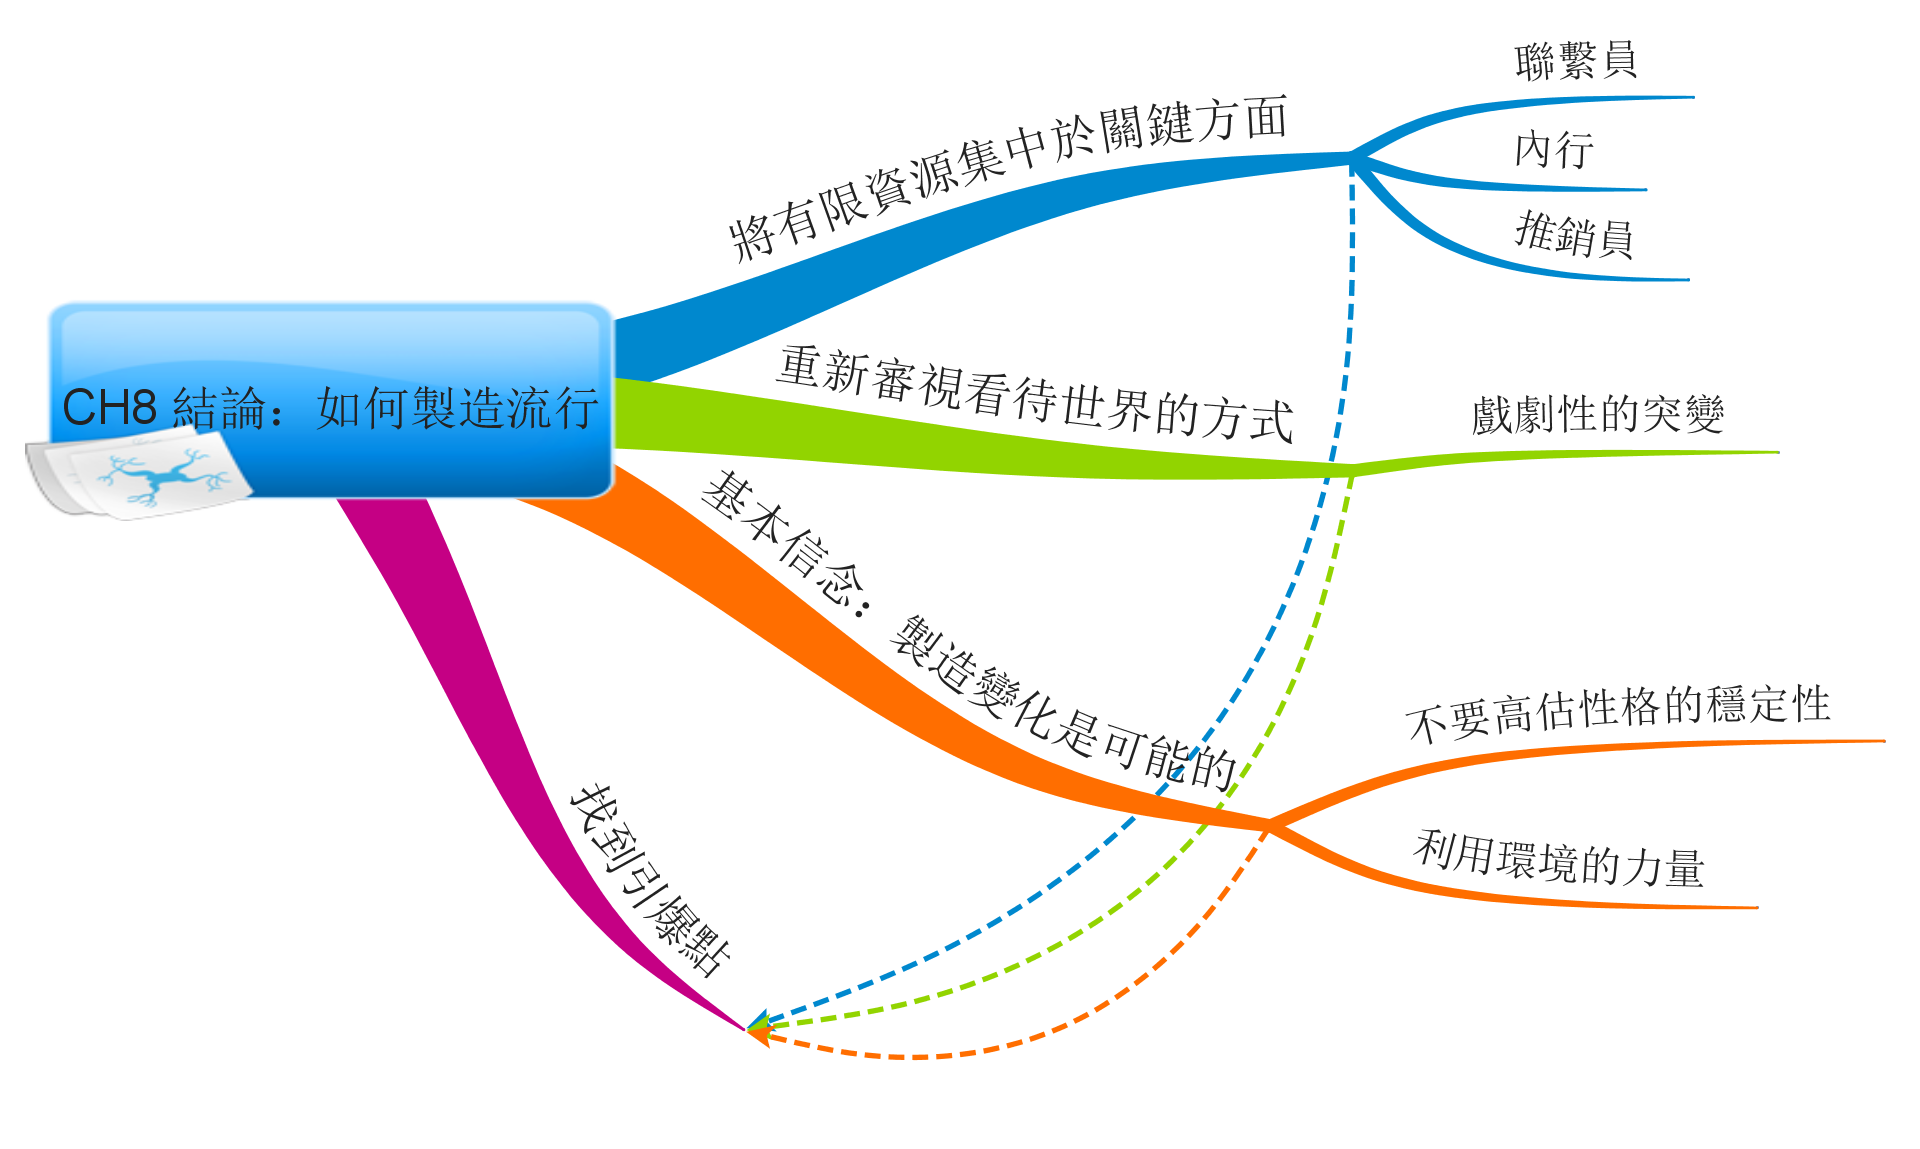 CH8 結論：如何製造流行
將有限資源集中於關鍵方面
聯繫員
內行
推銷員
重新審視看待世界的方式
戲劇性的突變
基本信念：製造變化是可能的
不要高估性格的穩定性
利用環境的力量
找到引爆點